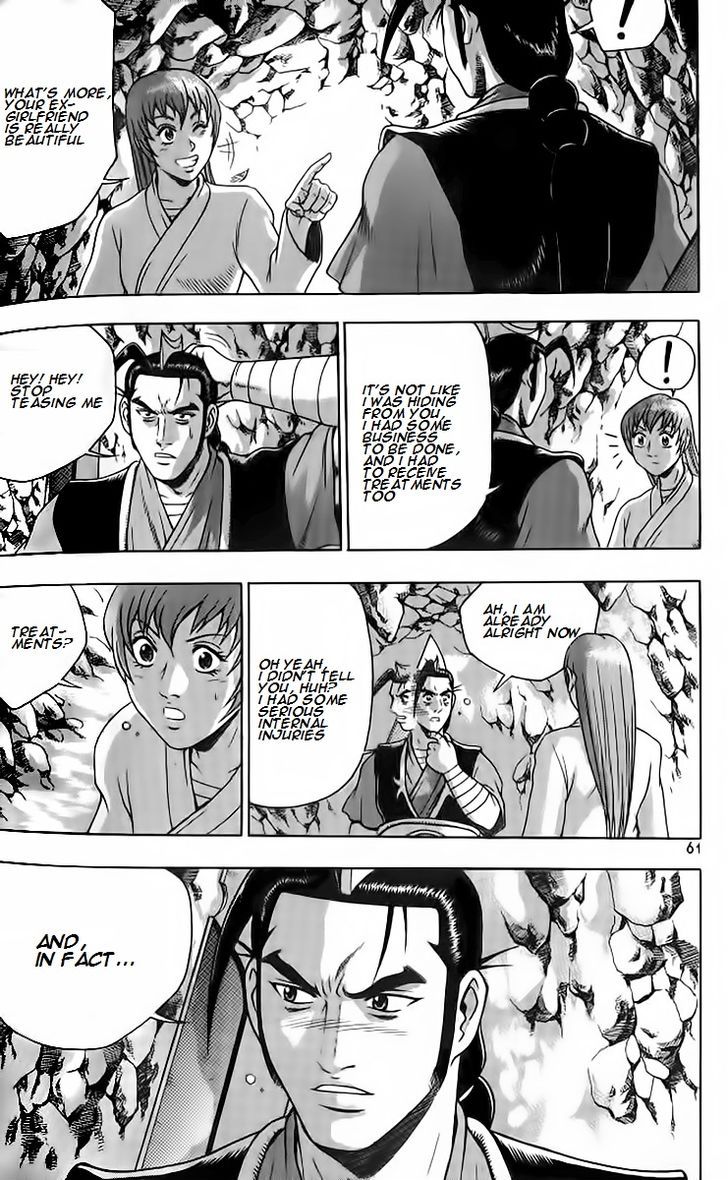 WHAT'S MORE,
YOUR EX-
GIRLFRIEND
IS REALLY
BEAUTIFUL
!
HEY! HEY!
STOP
TEASING ME
IT'S NOT LIKE
I WAS HIDING
FROM YOU,
I HAD SOME
BUSINESS
TO BE DONE,
AND I HAD
TO RECEIVE
TREATMENTS
TOO
!
TREAT-
MENTS?
OH YEAH,
I DIDN'T TELL
YOU, HUH?
I HAD SOME
SERIOUS
INTERNAL
INJURIES
AH, I AM
ALREADY
ALRIGHT NOW
61
AND,
IN FACT...